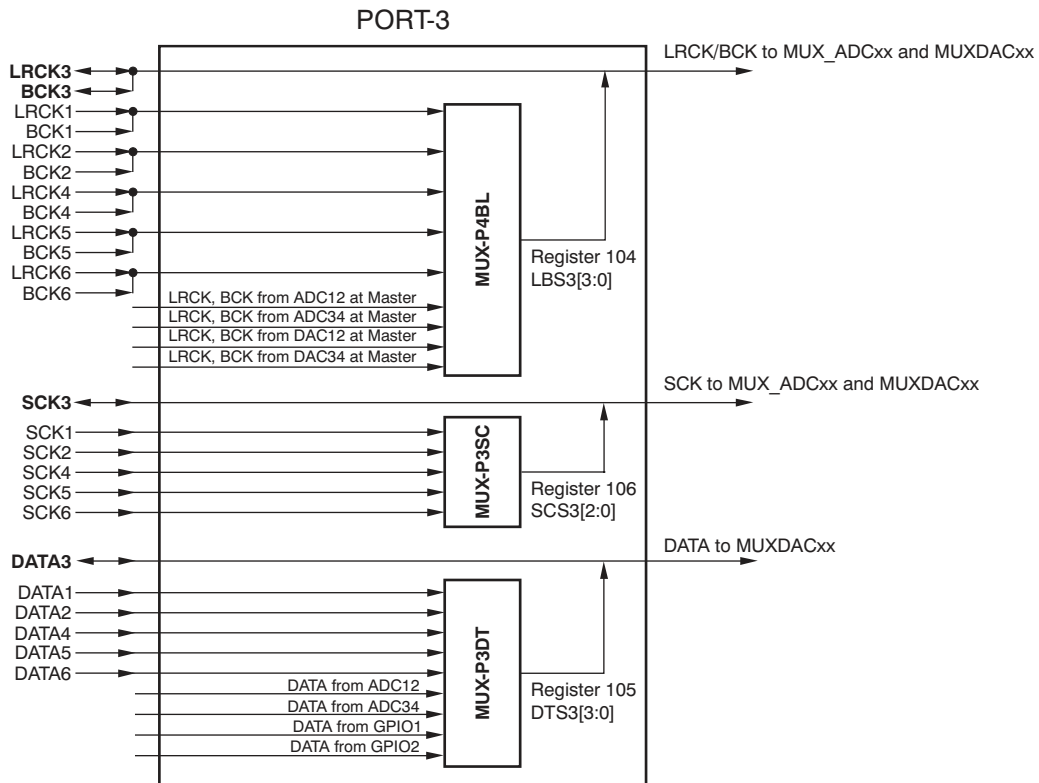 PORT-3
LRCK/BCK to MUX_ADCxx and MUXDACxx
LRCK3
BCK3
LRCK1
BCK1
LRCK2
BCK2
LRCK4
BCK4
LRCK5
BCK5
LRCK6
BCK6
LRCK, BCK from ADC12 at Master
LRCK, BCK from ADC34 at Master
LRCK, BCK from DAC12 at Master
LRCK, BCK from DAC34 at Master
MUX-P4BL
Register 104
LBS3[3:0]
SCK to MUX_ADCxx and MUXDACxx
SCK3
SCK1
SCK2
SCK4
SCK5
SCK6
MUX-P3SC
Register 106
SCS3[2:0]
DATA to MUXDACxx
DATA3
DATA1
DATA2
DATA4
DATA5
DATA6
DATA from ADC12
DATA from ADC34
DATA from GPIO1
DATA from GPIO2
MUX-P3DT
Register 105
DTS3[3:0]